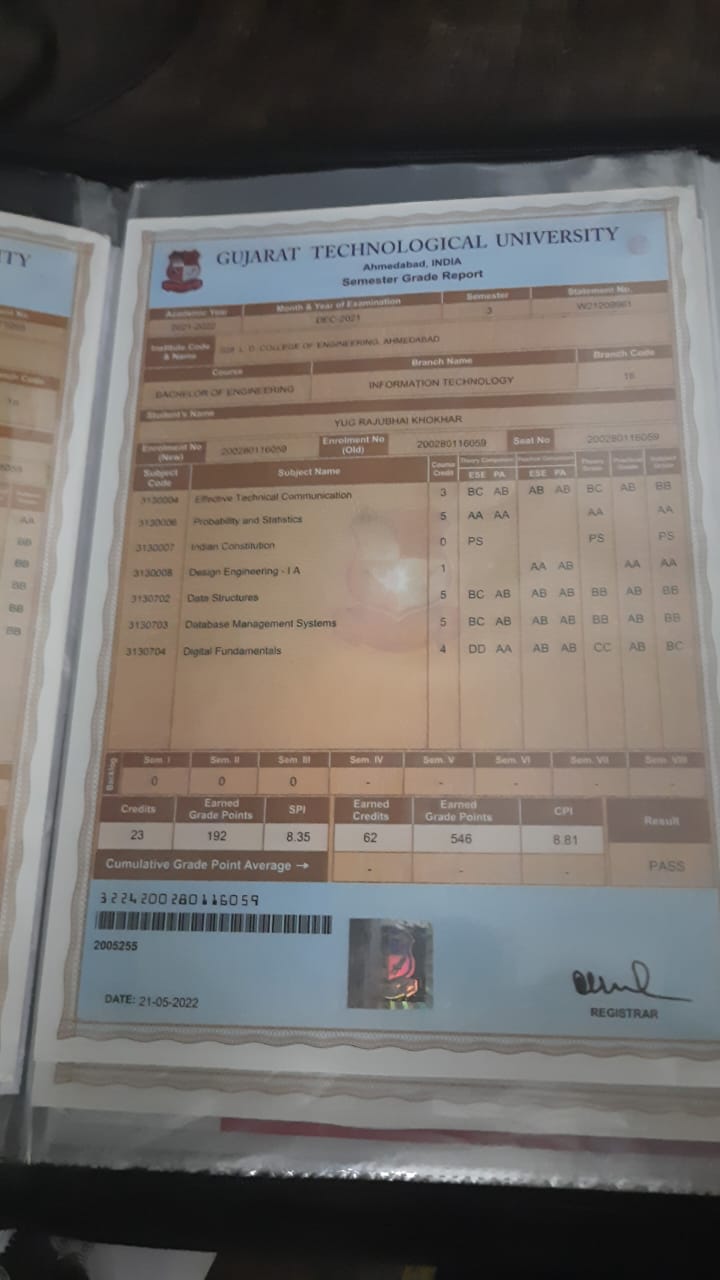 TY
GUJARAT TECHNOLOGICAL UNIVERSITY
Ahmedabad, INDIA
Semester Grade Report
Academic Year Month & Year of Examination Semester Statement No.
2021-2022 DEC-2021 3 W21209961
Institute Code & Name L. D. COLLEGE OF ENGINEERING, AHMEDABAD
Course Branch Name Branch Code
BACHELOR OF ENGINEERING INFORMATION TECHNOLOGY 16
Student's Name
YUG RAJUBHAI KHOKHAR
Enrolment No (New) 200280116059 Enrolment No (Old) 200280116059 Seat No 200280116059
Subject Code Subject Name Course Credit ESE PA ESE PA
3130004 Effective Technical Communication 3 BC AB AB AB BC AB BB
3130006 Probability and Statistics 5 AA AA AA AA
3130007 Indian Constitution 0 PS PS PS
3130008 Design Engineering - I A 1 AA AB AA AA
3130702 Data Structures 5 BC AB AB AB BB AB BB
3130703 Database Management Systems 5 BC AB AB AB BB AB BB
3130704 Digital Fundamentals 4 DD AA AB AB CC AB BC
AA
BB
BB
BB
BB
BB
Backlog Sem. I Sem. II Sem. III Sem. IV Sem. V Sem. VI Sem. VII Sem. VIII
0 0 0 - - - - -
Credits Earned Grade Points SPI Earned Credits Earned Grade Points CPI Result
23 192 8.35 62 546 8.81
Cumulative Grade Point Average → - - - PASS
3224200280116059
2005255
DATE: 21-05-2022
REGISTRAR